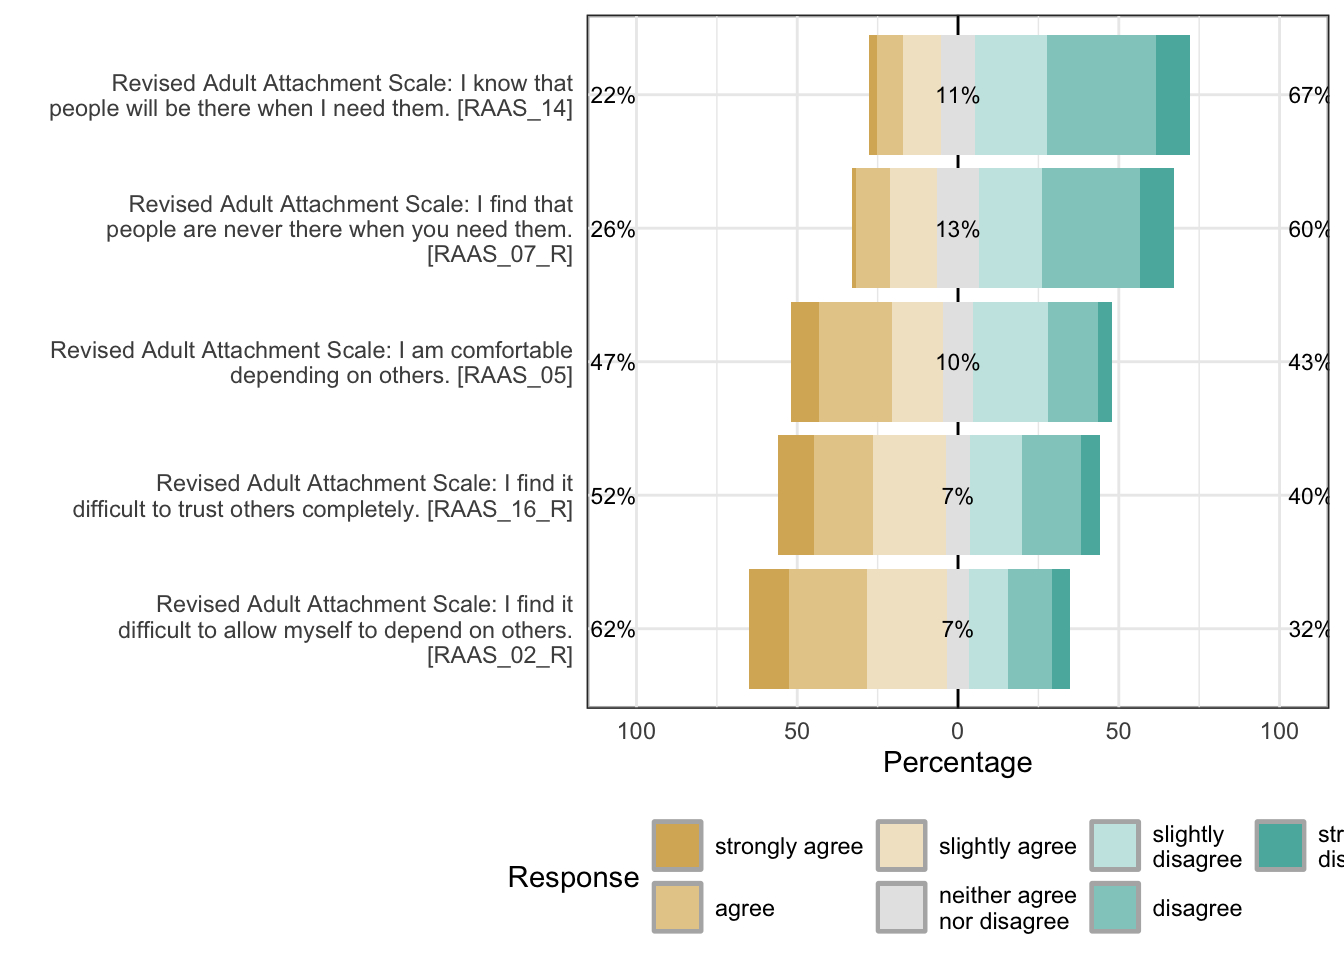 Revised Adult Attachment Scale: I know that
people will be there when I need them. [RAAS_14]
22%
11%
67%
Revised Adult Attachment Scale: I find that
people are never there when you need them.
[RAAS_07_R]
26%
13%
60%
Revised Adult Attachment Scale: I am comfortable
depending on others. [RAAS_05]
47%
10%
43%
Revised Adult Attachment Scale: I find it
difficult to trust others completely. [RAAS_16_R]
52%
7%
40%
Revised Adult Attachment Scale: I find it
difficult to allow myself to depend on others.
[RAAS_02_R]
62%
7%
32%
100 50 0 50 100
Percentage
Response
strongly agree
agree
slightly agree
neither agree
nor disagree
slightly
disagree
disagree